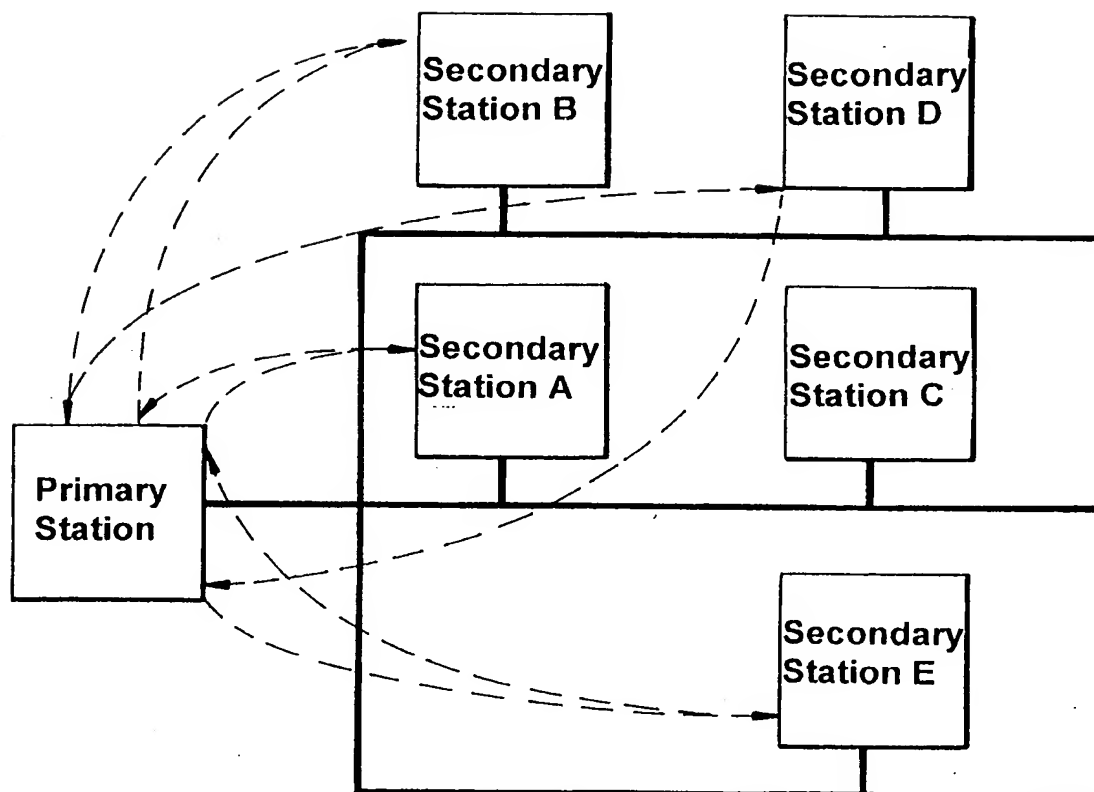 Secondary
Station B
Secondary
Station D
Secondary
Station A
Secondary
Station C
Primary
Station
Secondary
Station E